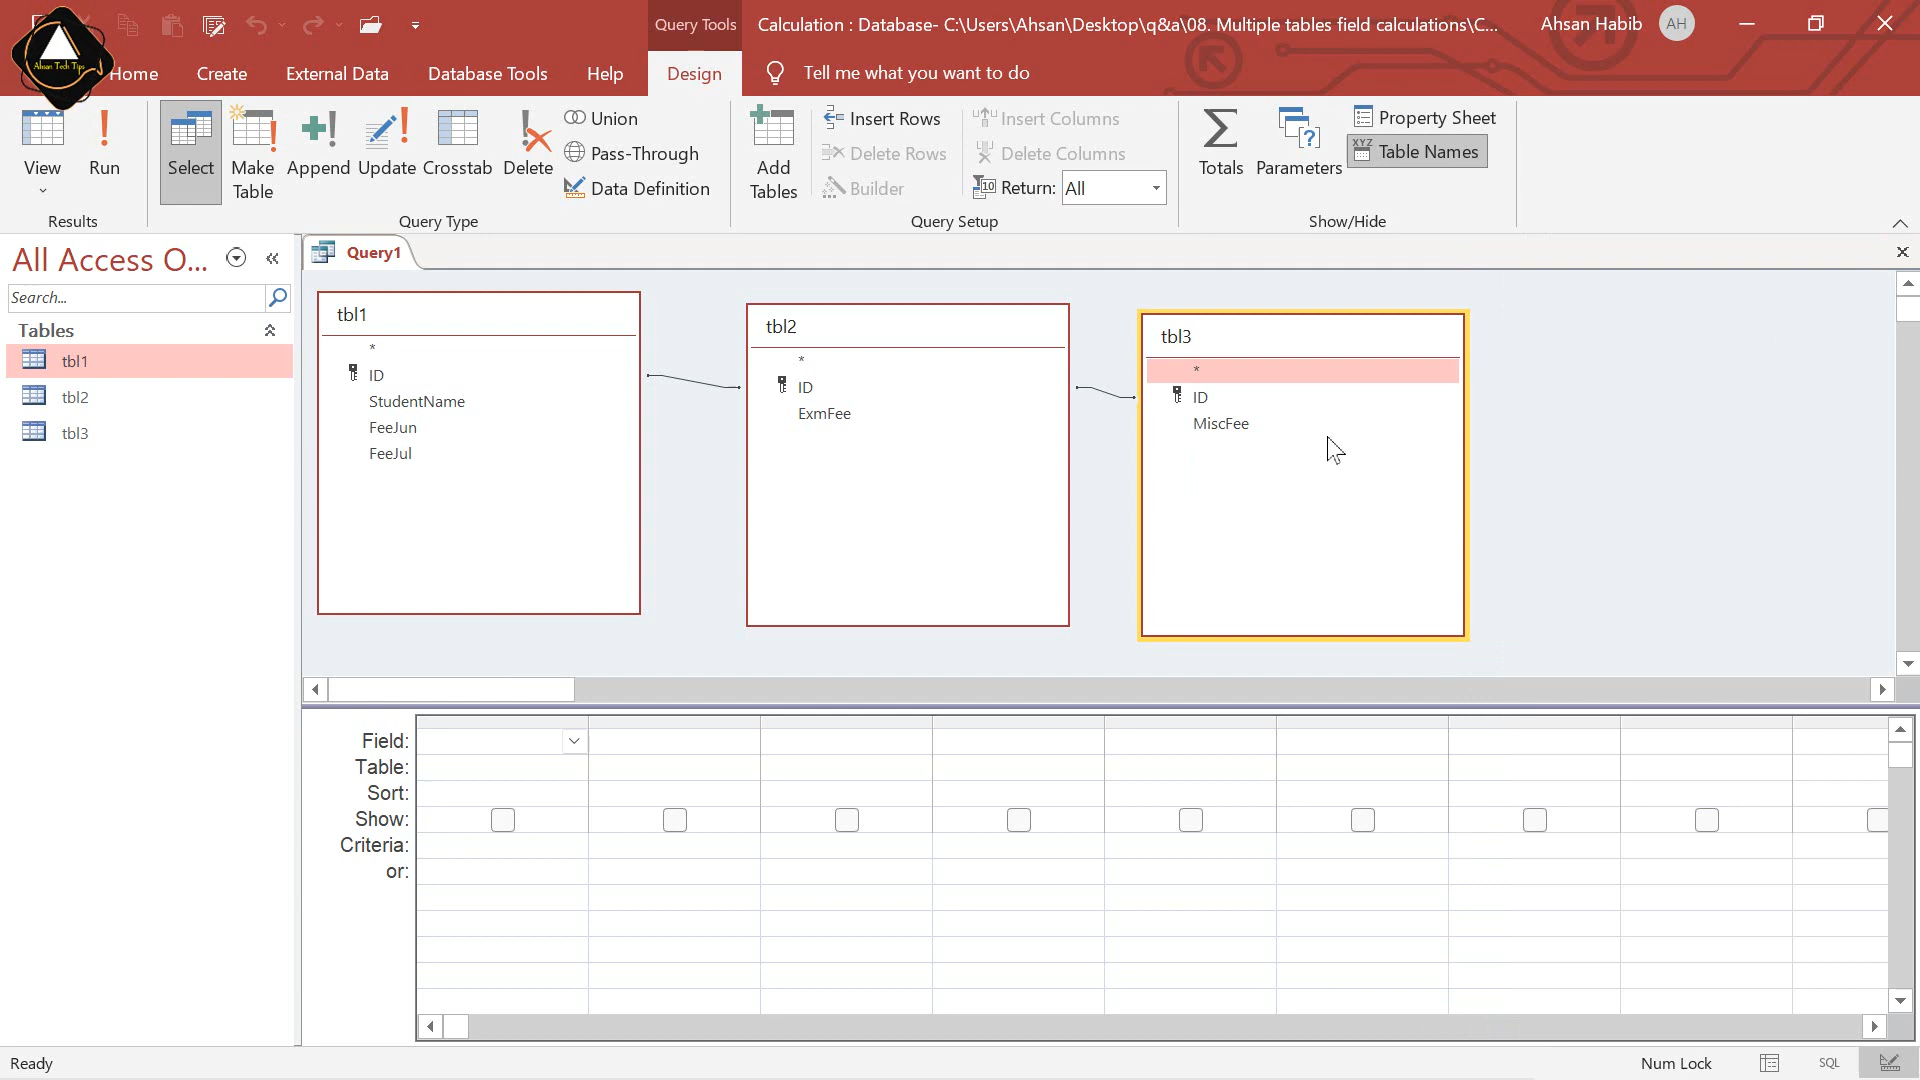 Ahsan Tech Tips
Query Tools
Calculation : Database- C:\Users\Ahsan\Desktop\q&a\08. Multiple tables field calculations\C...
Ahsan Habib
AH
Home
Create
External Data
Database Tools
Help
Design
Tell me what you want to do
View
Run
Select
Make Table
Append
Update
Crosstab
Delete
Union
Pass-Through
Data Definition
Add Tables
Insert Rows
Delete Rows
Builder
Insert Columns
Delete Columns
Return: All
Totals
Parameters
Property Sheet
XYZ
Table Names
Results
Query Type
Query Setup
Show/Hide
All Access O...
Search...
Tables
tbl1
tbl2
tbl3
Query1
tbl1
*
ID
StudentName
FeeJun
FeeJul
tbl2
*
ID
ExmFee
tbl3
*
ID
MiscFee
Field:
Table:
Sort:
Show:
Criteria:
or:
Ready
Num Lock
SQL